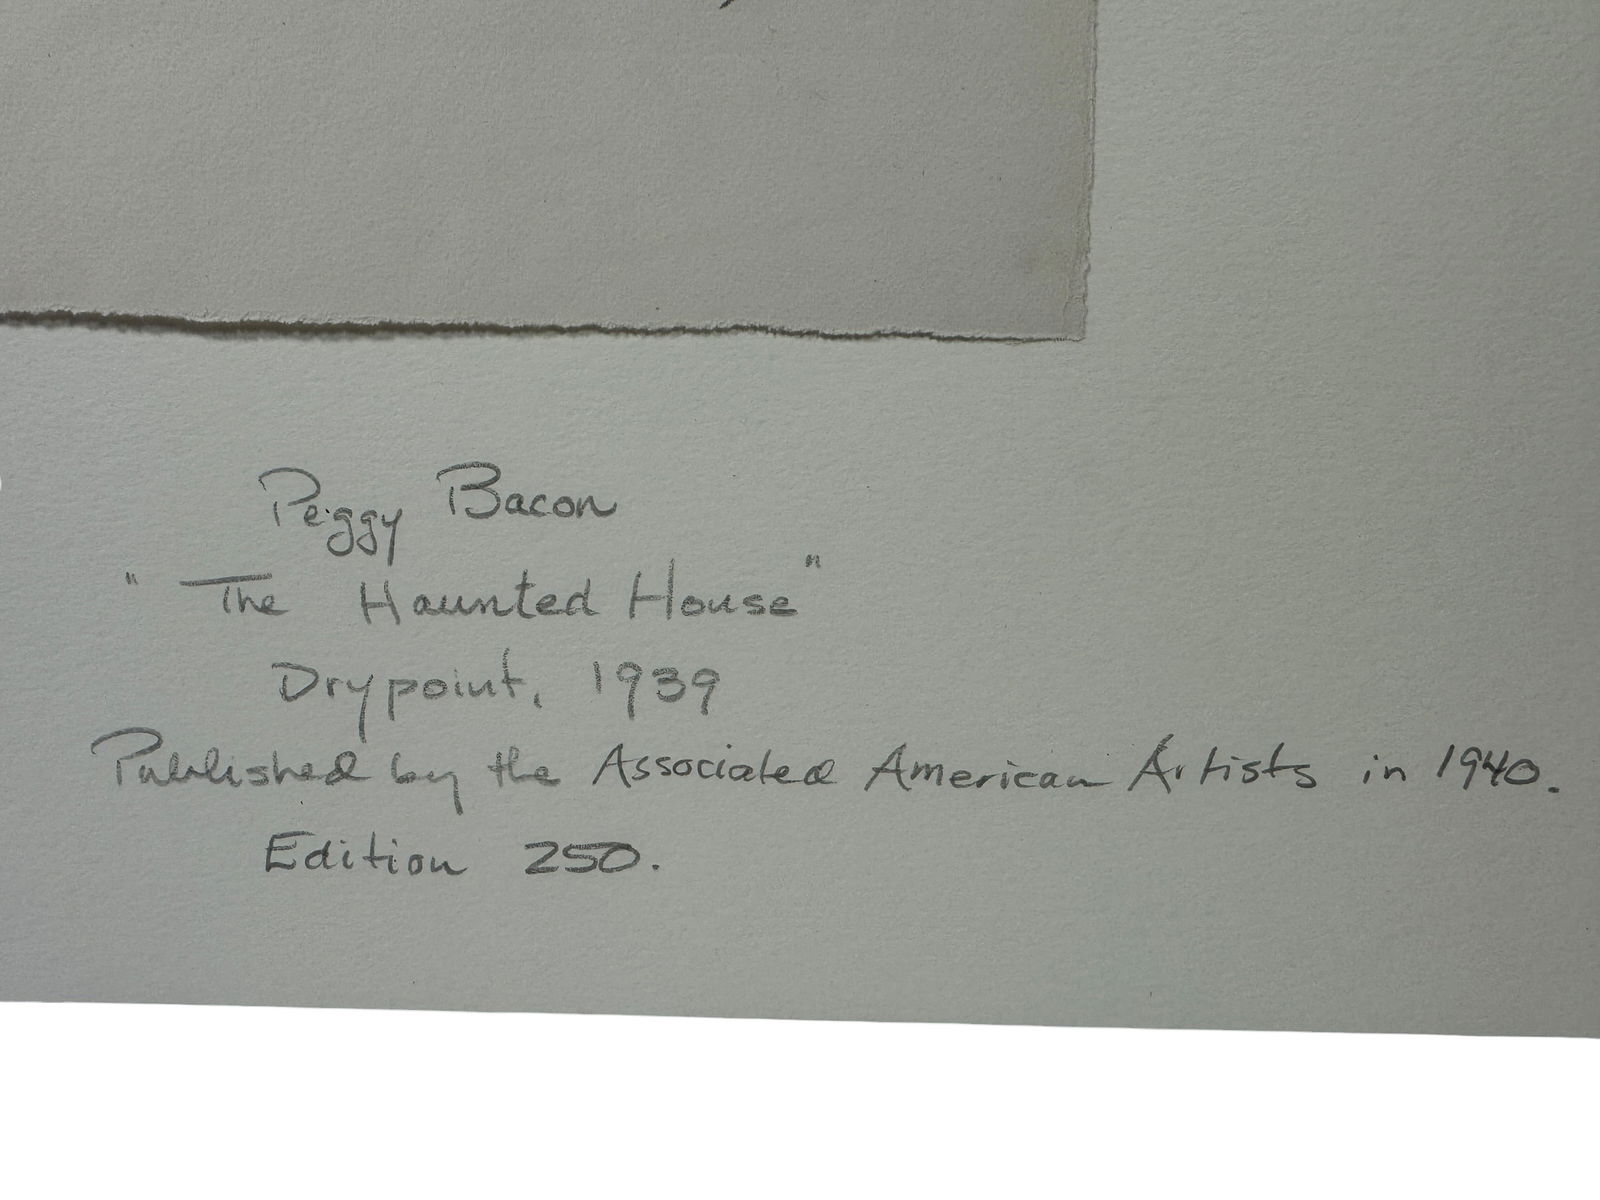 Peggy Bacon
" The Haunted House "
Drypoint, 1939
Published by the Associated American Artists in 1940.
Edition 250.